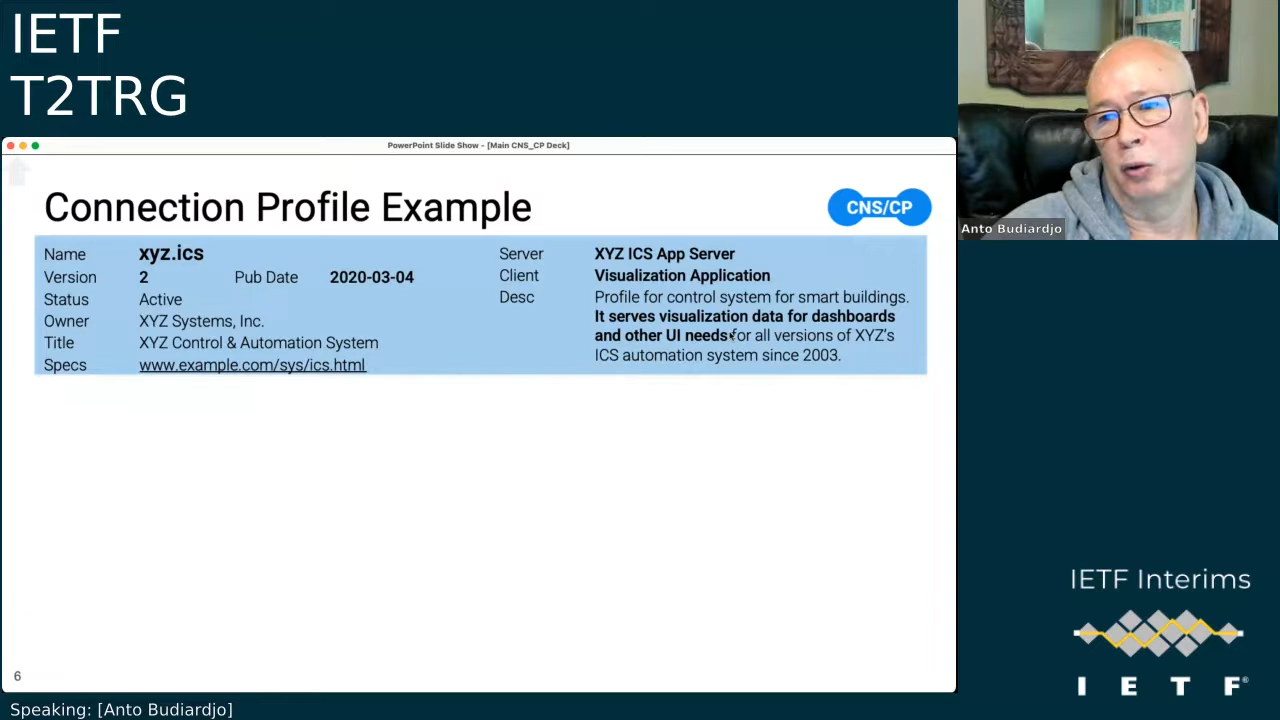 IETF
T2TRG
PowerPoint Slide Show - [Main CNS_CP Deck]
Connection Profile Example
CNS/CP
Name xyz.ics
Version 2 Pub Date 2020-03-04
Status Active
Owner XYZ Systems, Inc.
Title XYZ Control & Automation System
Specs www.example.com/sys/ics.html
Server XYZ ICS App Server
Client Visualization Application
Desc Profile for control system for smart buildings.
It serves visualization data for dashboards
and other UI needs for all versions of XYZ's
ICS automation system since 2003.
6
Anto Budiardjo
IETF Interims
I E T F®
Speaking: [Anto Budiardjo]